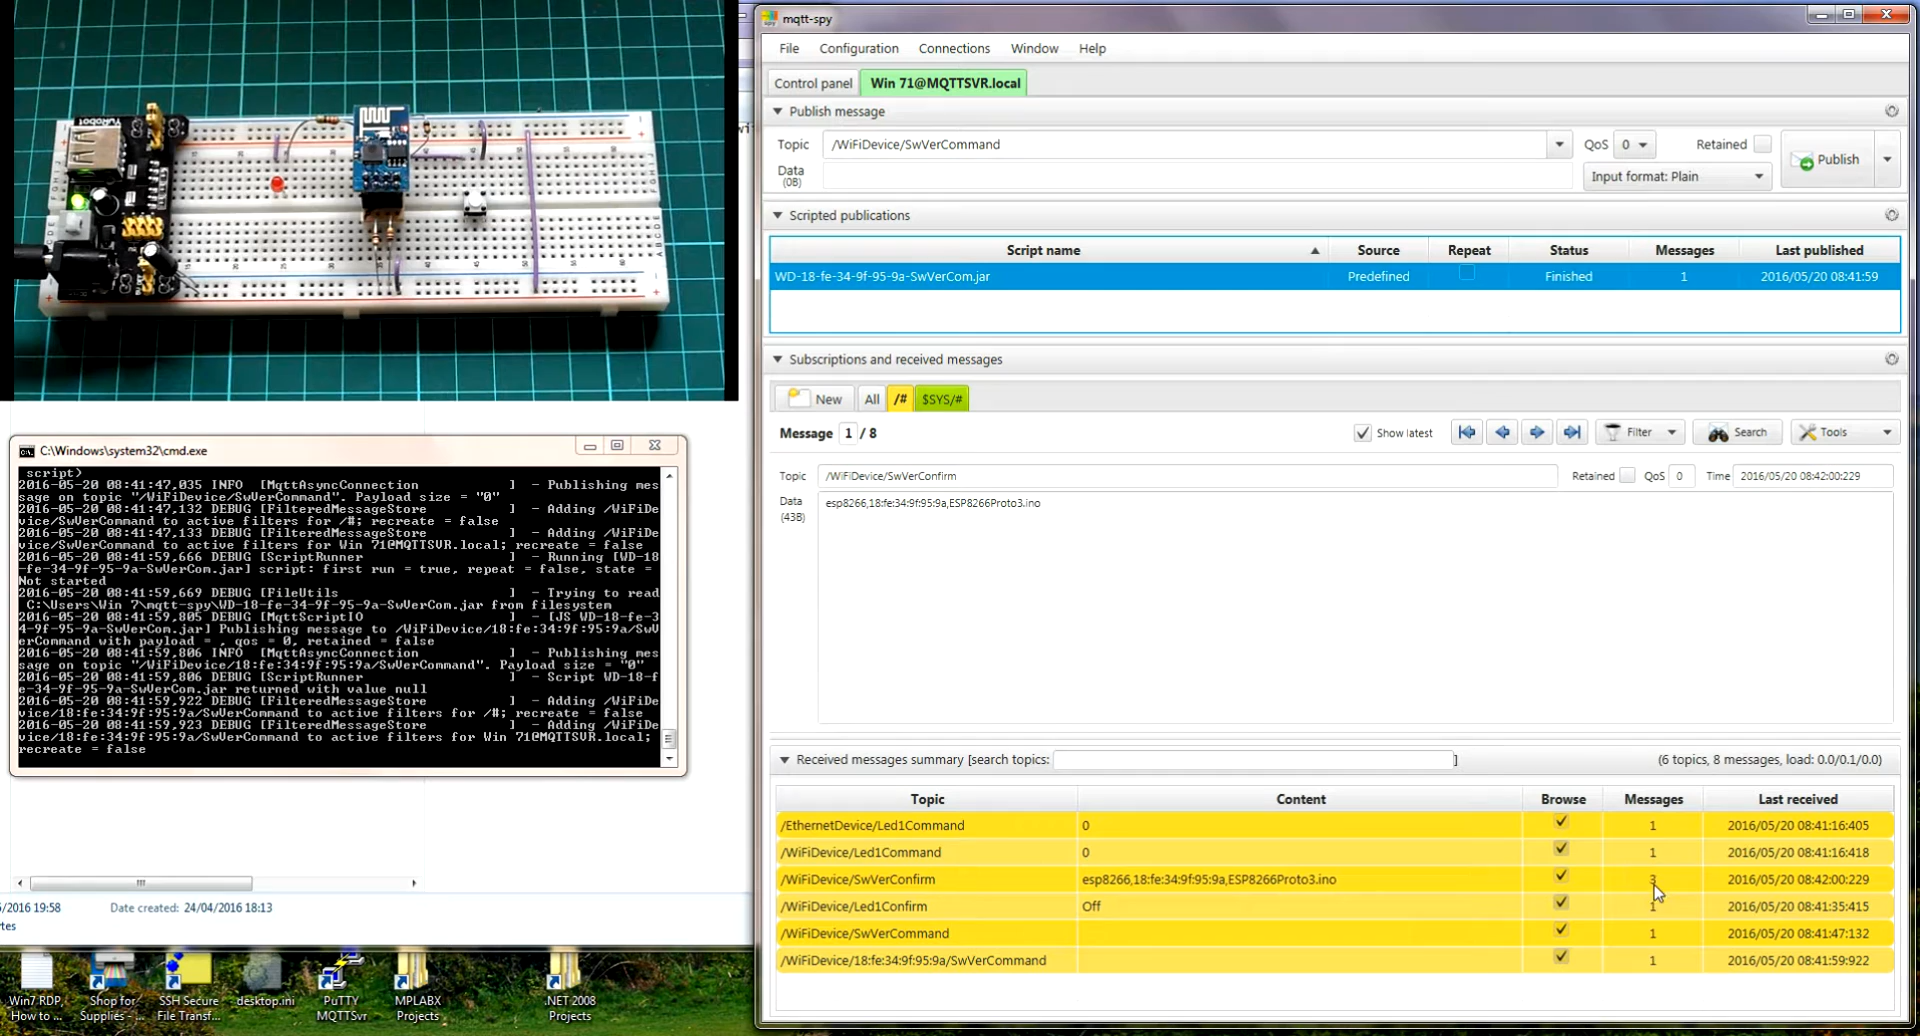 mqtt-spy
File Configuration Connections Window Help
Control panel Win 71@MQTTSVR.local
Publish message
Topic /WiFiDevice/SwVerCommand QoS 0 Retained Publish
Data
(0B) Input format: Plain
Scripted publications
Script name Source Repeat Status Messages Last published
WD-18-fe-34-9f-95-9a-SwVerCom.jar Predefined Finished 1 2016/05/20 08:41:59
Subscriptions and received messages
New All /# $SYS/#
Message 1 / 8 Show latest Filter Search Tools
Topic /WiFiDevice/SwVerConfirm Retained QoS 0 Time 2016/05/20 08:42:00:229
Data esp8266,18:fe:34:9f:95:9a,ESP8266Proto3.ino
(43B)
Received messages summary [search topics: ] (6 topics, 8 messages, load: 0.0/0.1/0.0)
Topic Content Browse Messages Last received
/EthernetDevice/Led1Command 0 1 2016/05/20 08:41:16:405
/WiFiDevice/Led1Command 0 1 2016/05/20 08:41:16:418
/WiFiDevice/SwVerConfirm esp8266,18:fe:34:9f:95:9a,ESP8266Proto3.ino 3 2016/05/20 08:42:00:229
/WiFiDevice/Led1Confirm Off 1 2016/05/20 08:41:35:415
/WiFiDevice/SwVerCommand 1 2016/05/20 08:41:47:132
/WiFiDevice/18:fe:34:9f:95:9a/SwVerCommand 1 2016/05/20 08:41:59:922
C:\Windows\system32\cmd.exe
script>
2016-05-20 08:41:47,035 INFO [MqttAsyncConnection ] - Publishing mes
sage on topic "/WiFiDevice/SwVerCommand". Payload size = "0"
2016-05-20 08:41:47,132 DEBUG [FilteredMessageStore ] - Adding /WiFiDe
vice/SwVerCommand to active filters for /#; recreate = false
2016-05-20 08:41:47,133 DEBUG [FilteredMessageStore ] - Adding /WiFiDe
vice/SwVerCommand to active filters for Win 71@MQTTSVR.local; recreate = false
2016-05-20 08:41:59,666 DEBUG [ScriptRunner ] - Running [WD-18
-fe-34-9f-95-9a-SwVerCom.jar] script: first run = true, repeat = false, state =
Not started
2016-05-20 08:41:59,669 DEBUG [FileUtils ] - Trying to read
C:\Users\Win 7\mqtt-spy\WD-18-fe-34-9f-95-9a-SwVerCom.jar from filesystem
2016-05-20 08:41:59,805 DEBUG [MqttScriptIO ] - [JS WD-18-fe-3
4-9f-95-9a-SwVerCom.jar] Publishing message to /WiFiDevice/18:fe:34:9f:95:9a/SwV
erCommand with payload = , qos = 0, retained = false
2016-05-20 08:41:59,806 INFO [MqttAsyncConnection ] - Publishing mes
sage on topic "/WiFiDevice/18:fe:34:9f:95:9a/SwVerCommand". Payload size = "0"
2016-05-20 08:41:59,806 DEBUG [ScriptRunner ] - Script WD-18-f
e-34-9f-95-9a-SwVerCom.jar returned with value null
2016-05-20 08:41:59,922 DEBUG [FilteredMessageStore ] - Adding /WiFiDe
vice/18:fe:34:9f:95:9a/SwVerCommand to active filters for /#; recreate = false
2016-05-20 08:41:59,923 DEBUG [FilteredMessageStore ] - Adding /WiFiDe
vice/18:fe:34:9f:95:9a/SwVerCommand to active filters for Win 71@MQTTSVR.local;
recreate = false
/2016 19:58 Date created: 24/04/2016 18:13
tes
Win7 RDP, Shop for SSH Secure desktop.ini PuTTY MPLABX .NET 2008
How to ... Supplies - ... File Transf... MQTTSvr Projects Projects